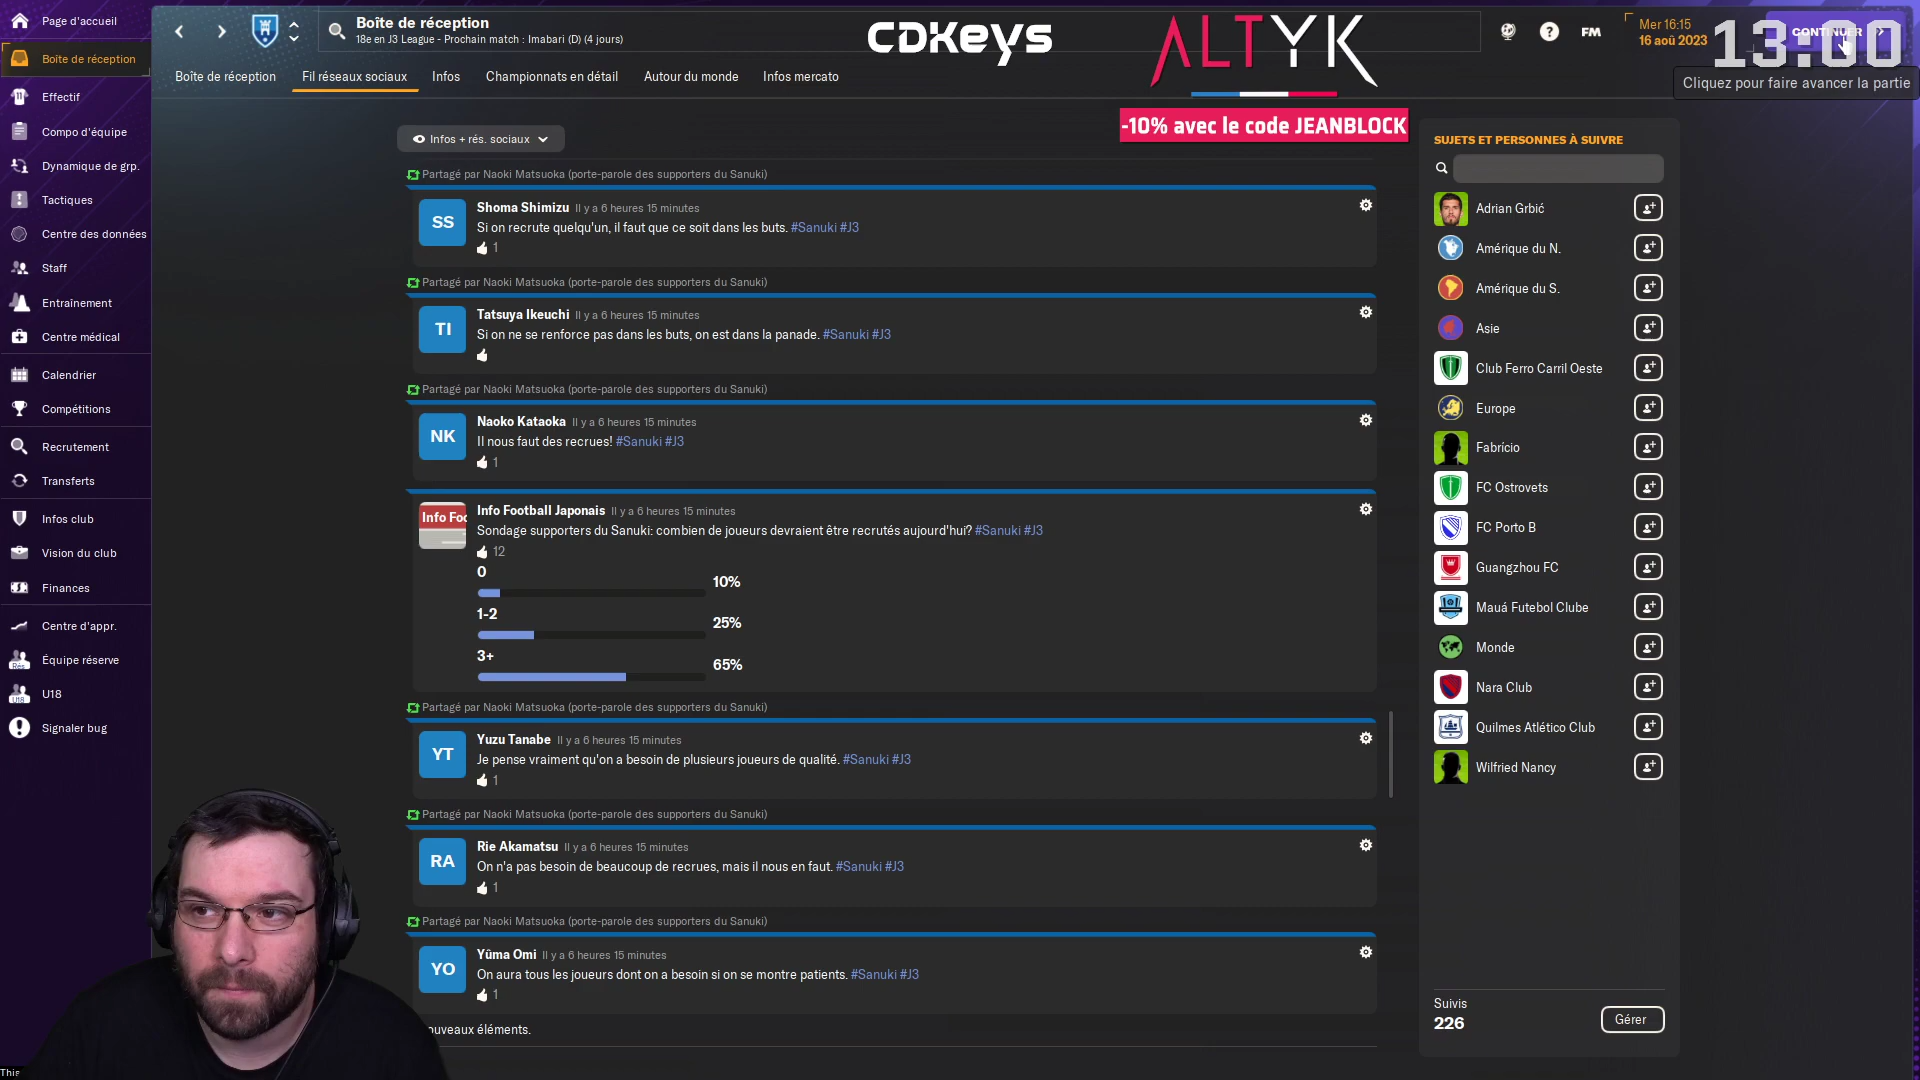 Page d'accueil
Boîte de réception
Effectif
Compo d'équipe
Dynamique de grp.
Tactiques
Centre des données
Staff
Entraînement
Centre médical
Calendrier
Compétitions
Recrutement
Transferts
Infos club
Vision du club
Finances
Centre d'appr.
Équipe réserve
U18
Signaler bug
This
Boîte de réception
18e en J3 League - Prochain match : Imabari (D) (4 jours)
CDKeys
ALTYK
FM
Mer 16:15
16 aoû 2023
CONTINUER
13:00
Cliquez pour faire avancer la partie
Boîte de réception
Fil réseaux sociaux
Infos
Championnats en détail
Autour du monde
Infos mercato
-10% avec le code JEANBLOCK
Infos + rés. sociaux
Partagé par Naoki Matsuoka (porte-parole des supporters du Sanuki)
SS
Shoma Shimizu Il y a 6 heures 15 minutes
Si on recrute quelqu'un, il faut que ce soit dans les buts. #Sanuki #J3
1
Partagé par Naoki Matsuoka (porte-parole des supporters du Sanuki)
TI
Tatsuya Ikeuchi Il y a 6 heures 15 minutes
Si on ne se renforce pas dans les buts, on est dans la panade. #Sanuki #J3
Partagé par Naoki Matsuoka (porte-parole des supporters du Sanuki)
NK
Naoko Kataoka Il y a 6 heures 15 minutes
Il nous faut des recrues! #Sanuki #J3
1
Info Foo
Info Football Japonais Il y a 6 heures 15 minutes
Sondage supporters du Sanuki: combien de joueurs devraient être recrutés aujourd'hui? #Sanuki #J3
12
0
10%
1-2
25%
3+
65%
Partagé par Naoki Matsuoka (porte-parole des supporters du Sanuki)
YT
Yuzu Tanabe Il y a 6 heures 15 minutes
Je pense vraiment qu'on a besoin de plusieurs joueurs de qualité. #Sanuki #J3
1
Partagé par Naoki Matsuoka (porte-parole des supporters du Sanuki)
RA
Rie Akamatsu Il y a 6 heures 15 minutes
On n'a pas besoin de beaucoup de recrues, mais il nous en faut. #Sanuki #J3
1
Partagé par Naoki Matsuoka (porte-parole des supporters du Sanuki)
YO
Yûma Omi Il y a 6 heures 15 minutes
On aura tous les joueurs dont on a besoin si on se montre patients. #Sanuki #J3
1
ouveaux éléments.
SUJETS ET PERSONNES À SUIVRE
Adrian Grbić
Amérique du N.
Amérique du S.
Asie
Club Ferro Carril Oeste
Europe
Fabrício
FC Ostrovets
FC Porto B
Guangzhou FC
Mauá Futebol Clube
Monde
Nara Club
Quilmes Atlético Club
Wilfried Nancy
Suivis
226
Gérer